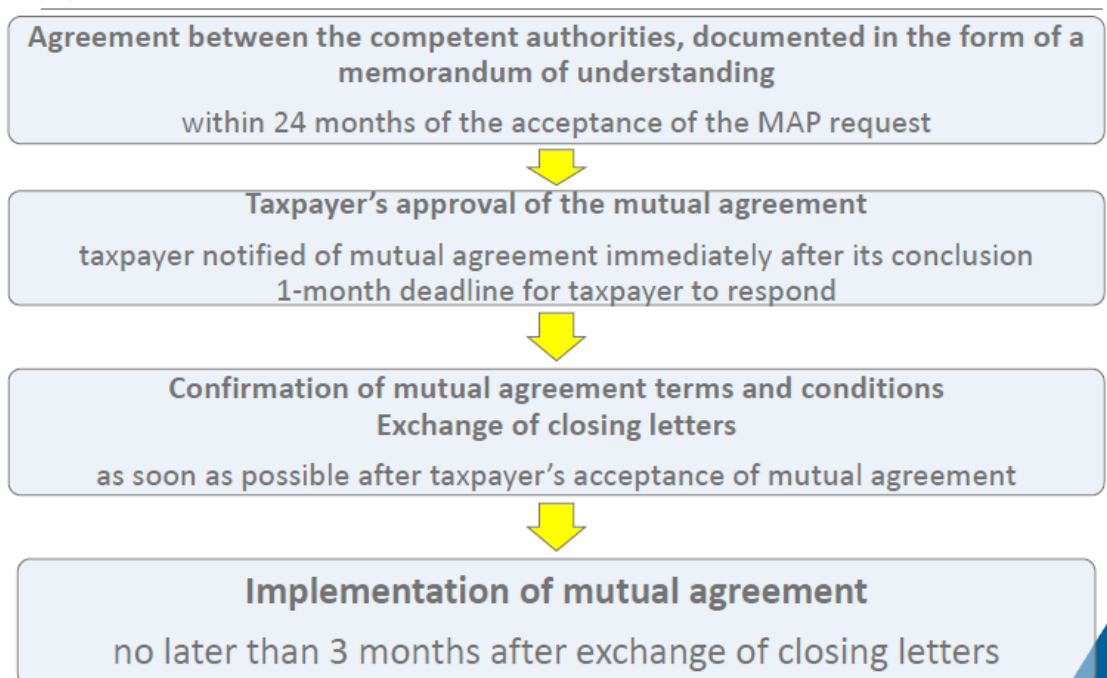 Agreement between the competent authorities, documented in the form of a
memorandum of understanding
within 24 months of the acceptance of the MAP request
Taxpayer’s approval of the mutual agreement
taxpayer notified of mutual agreement immediately after its conclusion
1-month deadline for taxpayer to respond
Confirmation of mutual agreement terms and conditions
Exchange of closing letters
as soon as possible after taxpayer’s acceptance of mutual agreement
Implementation of mutual agreement
no later than 3 months after exchange of closing letters